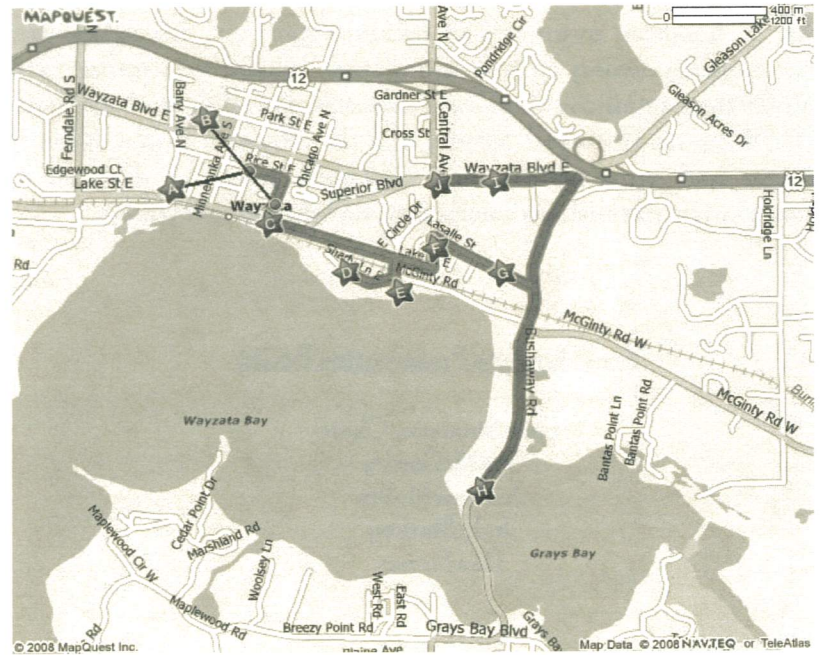 MAPQUEST.
0
400 m
1200 ft
Ferndale Rd S
N
Barry Ave N
Wayzata Blvd E
Park St E
Minnetonka Ave S
Rice St E
Chicago Ave N
12
Ave N
Central Ave
Gardner St E
Cross St
Pondridge Cir
Gleason Lake
Gleason Acres Dr
Edgewood Ct
Lake St E
Superior Blvd
Wayzata Blvd E
12
A
B
C
D
E
F
G
H
I
J
Wayzata
Circle Dr
Lasalle St
Lake
E
McGinty Rd
Rd
Holdridge Ln
McGinty Rd W
Bushaway Rd
McGinty Rd W
Bantas Point Ln
Bantas Point Rd
Wayzata Bay
Grays Bay
Cedar Point Dr
Marshland Rd
Maplewood Cir W
Woolsey Ln
Maplewood Rd
West Rd
East Rd
Breezy Point Rd
Grays Bay Blvd
Rd
© 2008 MapQuest Inc.
Map Data © 2008 NAVTEQ or TeleAtlas